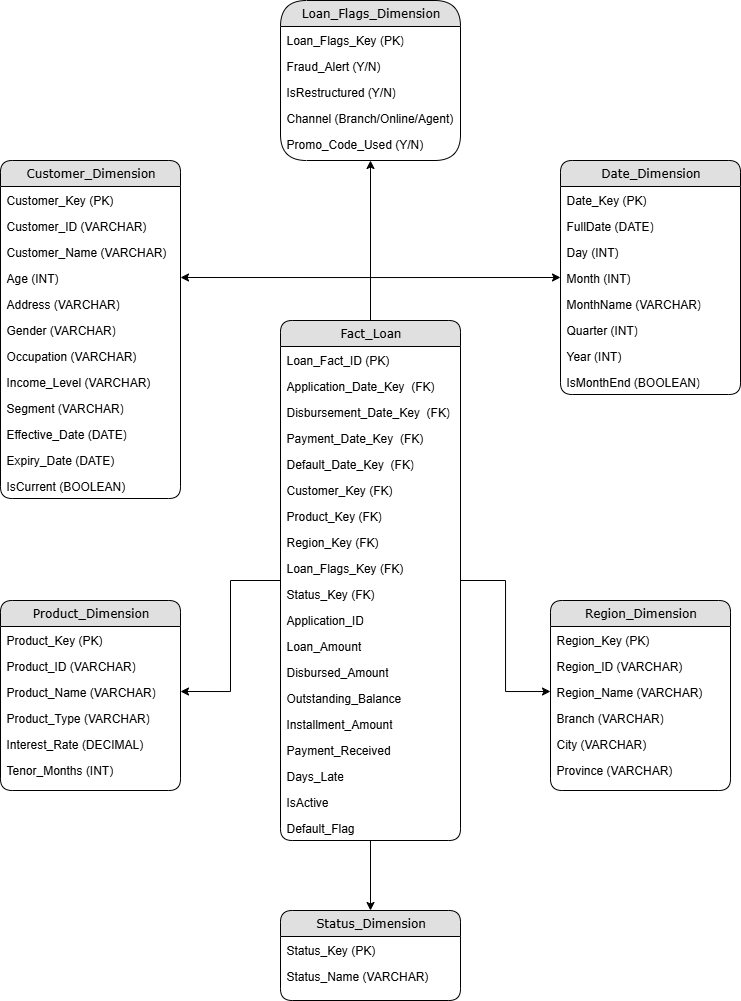 Loan_Flags_Dimension
Loan_Flags_Key (PK)
Fraud_Alert (Y/N)
IsRestructured (Y/N)
Channel (Branch/Online/Agent)
Promo_Code_Used (Y/N)
Customer_Dimension
Customer_Key (PK)
Customer_ID (VARCHAR)
Customer_Name (VARCHAR)
Age (INT)
Address (VARCHAR)
Gender (VARCHAR)
Occupation (VARCHAR)
Income_Level (VARCHAR)
Segment (VARCHAR)
Effective_Date (DATE)
Expiry_Date (DATE)
IsCurrent (BOOLEAN)
Date_Dimension
Date_Key (PK)
FullDate (DATE)
Day (INT)
Month (INT)
MonthName (VARCHAR)
Quarter (INT)
Year (INT)
IsMonthEnd (BOOLEAN)
Fact_Loan
Loan_Fact_ID (PK)
Application_Date_Key (FK)
Disbursement_Date_Key (FK)
Payment_Date_Key (FK)
Default_Date_Key (FK)
Customer_Key (FK)
Product_Key (FK)
Region_Key (FK)
Loan_Flags_Key (FK)
Status_Key (FK)
Application_ID
Loan_Amount
Disbursed_Amount
Outstanding_Balance
Installment_Amount
Payment_Received
Days_Late
IsActive
Default_Flag
Product_Dimension
Product_Key (PK)
Product_ID (VARCHAR)
Product_Name (VARCHAR)
Product_Type (VARCHAR)
Interest_Rate (DECIMAL)
Tenor_Months (INT)
Region_Dimension
Region_Key (PK)
Region_ID (VARCHAR)
Region_Name (VARCHAR)
Branch (VARCHAR)
City (VARCHAR)
Province (VARCHAR)
Status_Dimension
Status_Key (PK)
Status_Name (VARCHAR)